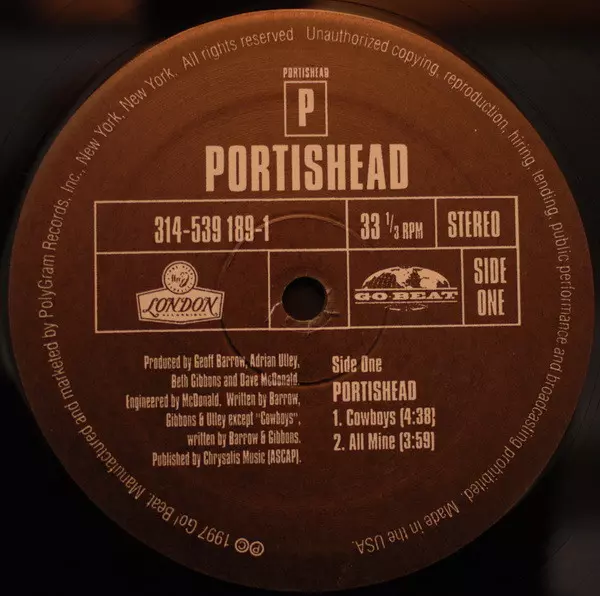 PORTISHEAD
P
PORTISHEAD
314-539 189-1
33 1/3 RPM
STEREO
LONDON
GO·BEAT
SIDE
ONE
Produced by Geoff Barrow, Adrian Utley,
Beth Gibbons and Dave McDonald.
Engineered by McDonald. Written by Barrow,
Gibbons & Utley except "Cowboys",
written by Barrow & Gibbons.
Published by Chrysalis Music (ASCAP).
Side One
PORTISHEAD
1. Cowboys (4:38)
2. All Mine (3:59)
℗© 1997 Go! Beat. Manufactured and marketed by PolyGram Records, Inc., New York, New York. All rights reserved Unauthorized copying, reproduction, hiring, lending, public performance and broadcasting prohibited. Made in the USA.